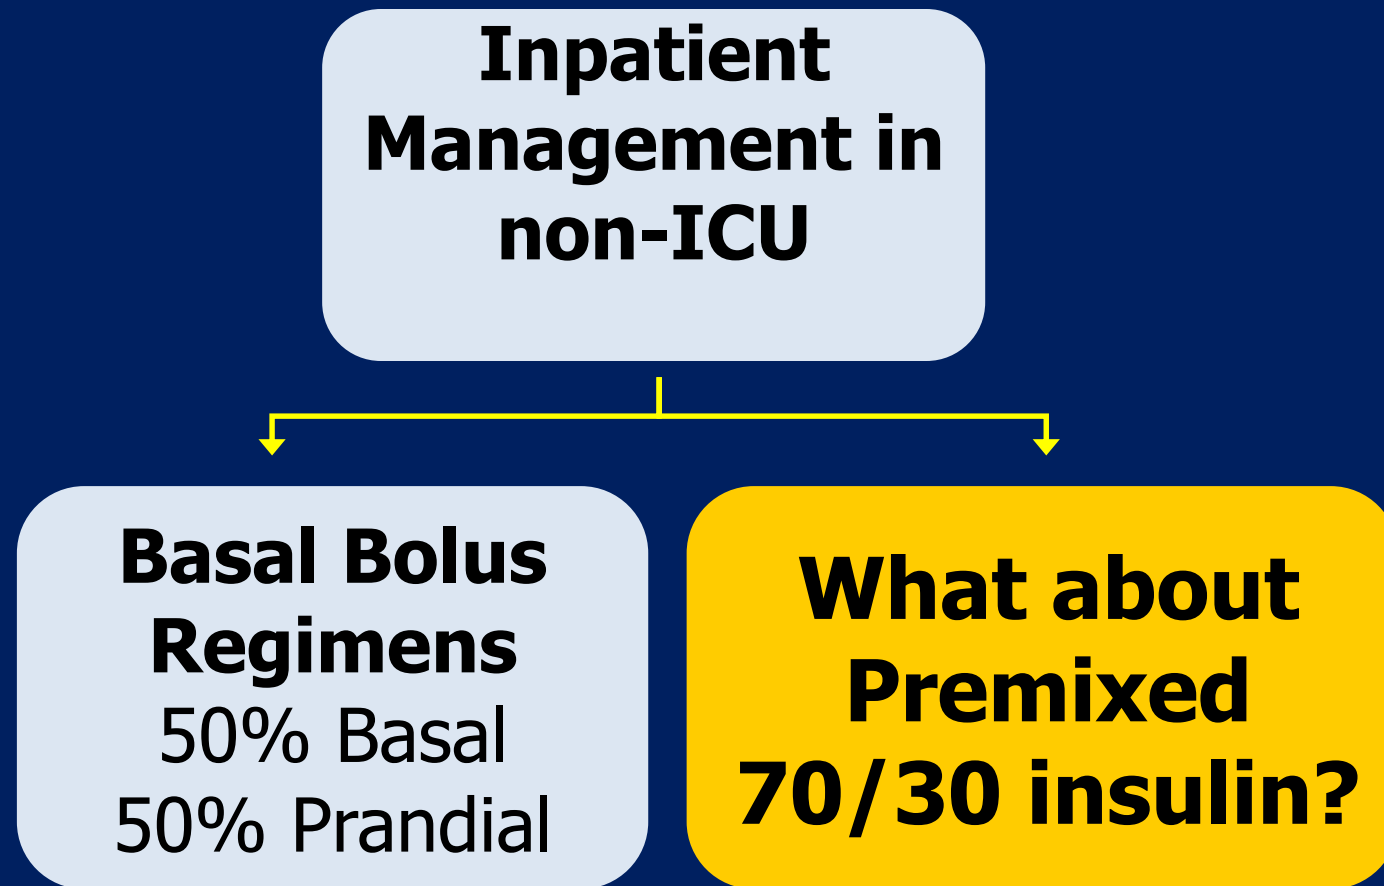 Inpatient
Management in
non-ICU
Basal Bolus
Regimens
50% Basal
50% Prandial
What about
Premixed
70/30 insulin?